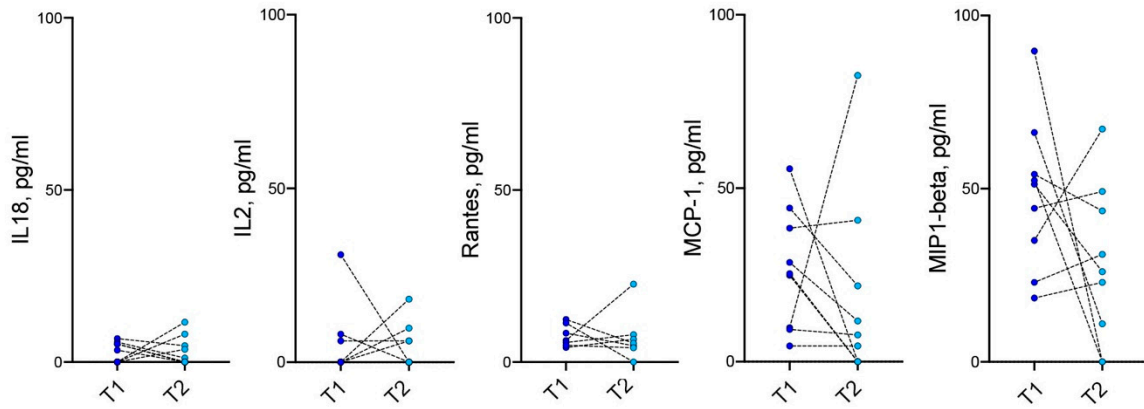 IL18, pg/ml
100
50
0
T1
T2
IL2, pg/ml
100
50
0
T1
T2
Rantes, pg/ml
100
50
0
T1
T2
MCP-1, pg/ml
100
50
0
T1
T2
MIP1-beta, pg/ml
100
50
0
T1
T2